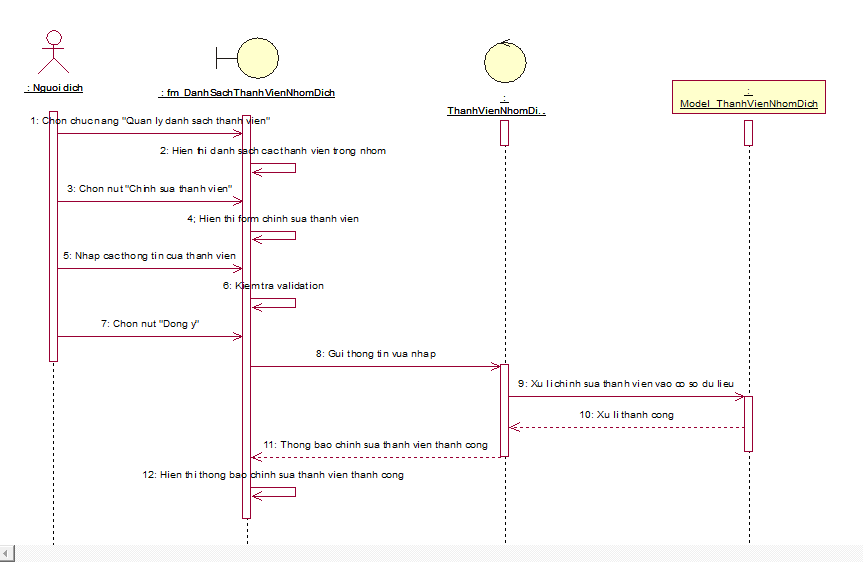 : Nguoi dich
: fm_DanhSachThanhVienNhomDich
:
ThanhVienNhomDi..
:
Model_ThanhVienNhomDich
1: Chon chuc nang "Quan ly danh sach thanh vien"
2: Hien thi danh sach cac thanh vien trong nhom
3: Chon nut "Chinh sua thanh vien"
4; Hien thi form chinh sua thanh vien
5: Nhap cac thong tin cua thanh vien
6: Kiem tra validation
7: Chon nut "Dong y"
8: Gui thong tin vua nhap
9: Xu li chinh sua thanh vien vao co so du lieu
10: Xu li thanh cong
11: Thong bao chinh sua thanh vien thanh cong
12: Hien thi thong bao chinh sua thanh vien thanh cong